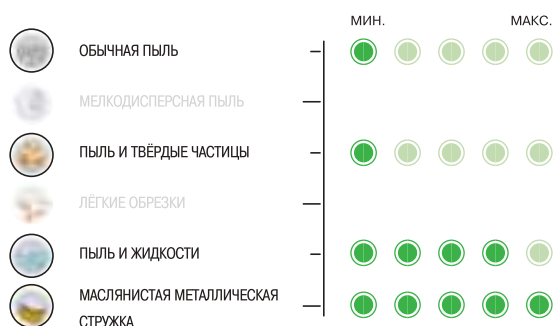 МИН. МАКС.
ОБЫЧНАЯ ПЫЛЬ
МЕЛКОДИСПЕРСНАЯ ПЫЛЬ
ПЫЛЬ И ТВЁРДЫЕ ЧАСТИЦЫ
ЛЁГКИЕ ОБРЕЗКИ
ПЫЛЬ И ЖИДКОСТИ
МАСЛЯНИСТАЯ МЕТАЛЛИЧЕСКАЯ
СТРУЖКА